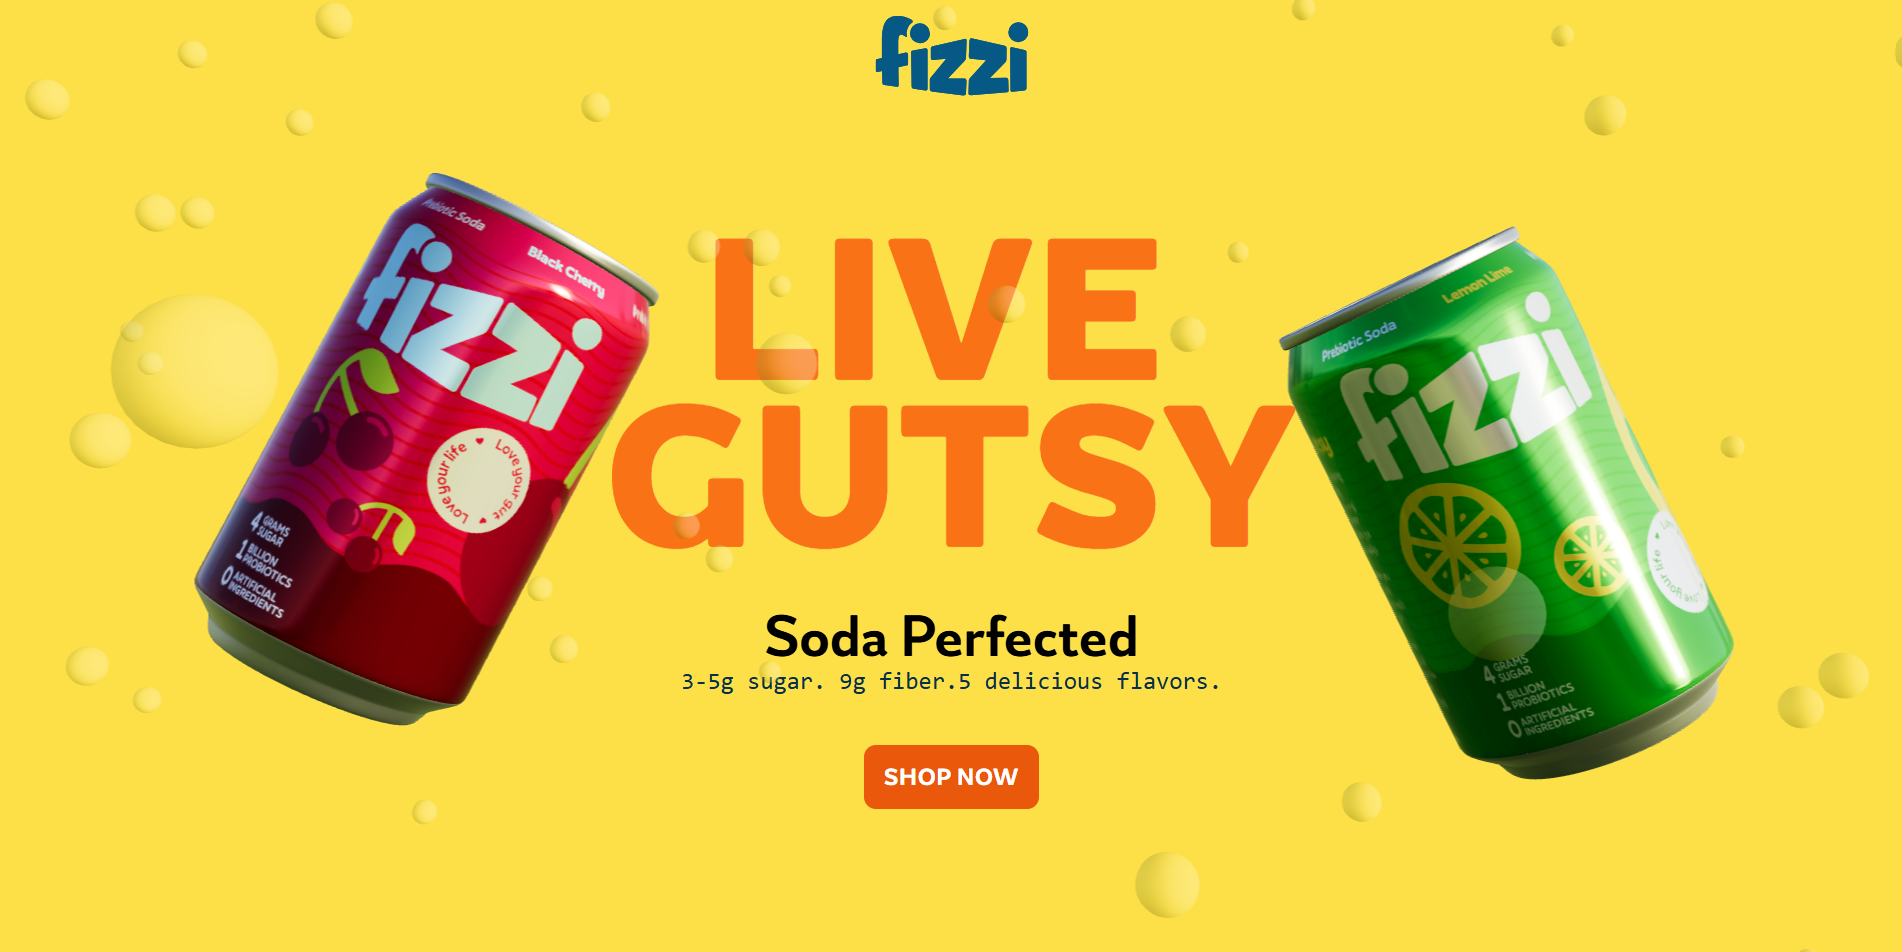 fizzi
LIVE
GUTSY
Soda Perfected
3-5g sugar. 9g fiber.5 delicious flavors.
SHOP NOW
Prebiotic Soda
Black Cherry
fizzi
Love your life ♥ Love your gut ♥
4 GRAMS
SUGAR
1 BILLION
PROBIOTICS
0 ARTIFICIAL
INGREDIENTS
Prebiotic Soda
Lemon Lime
fizzi
your life
4 GRAMS
SUGAR
1 BILLION
PROBIOTICS
0 ARTIFICIAL
INGREDIENTS